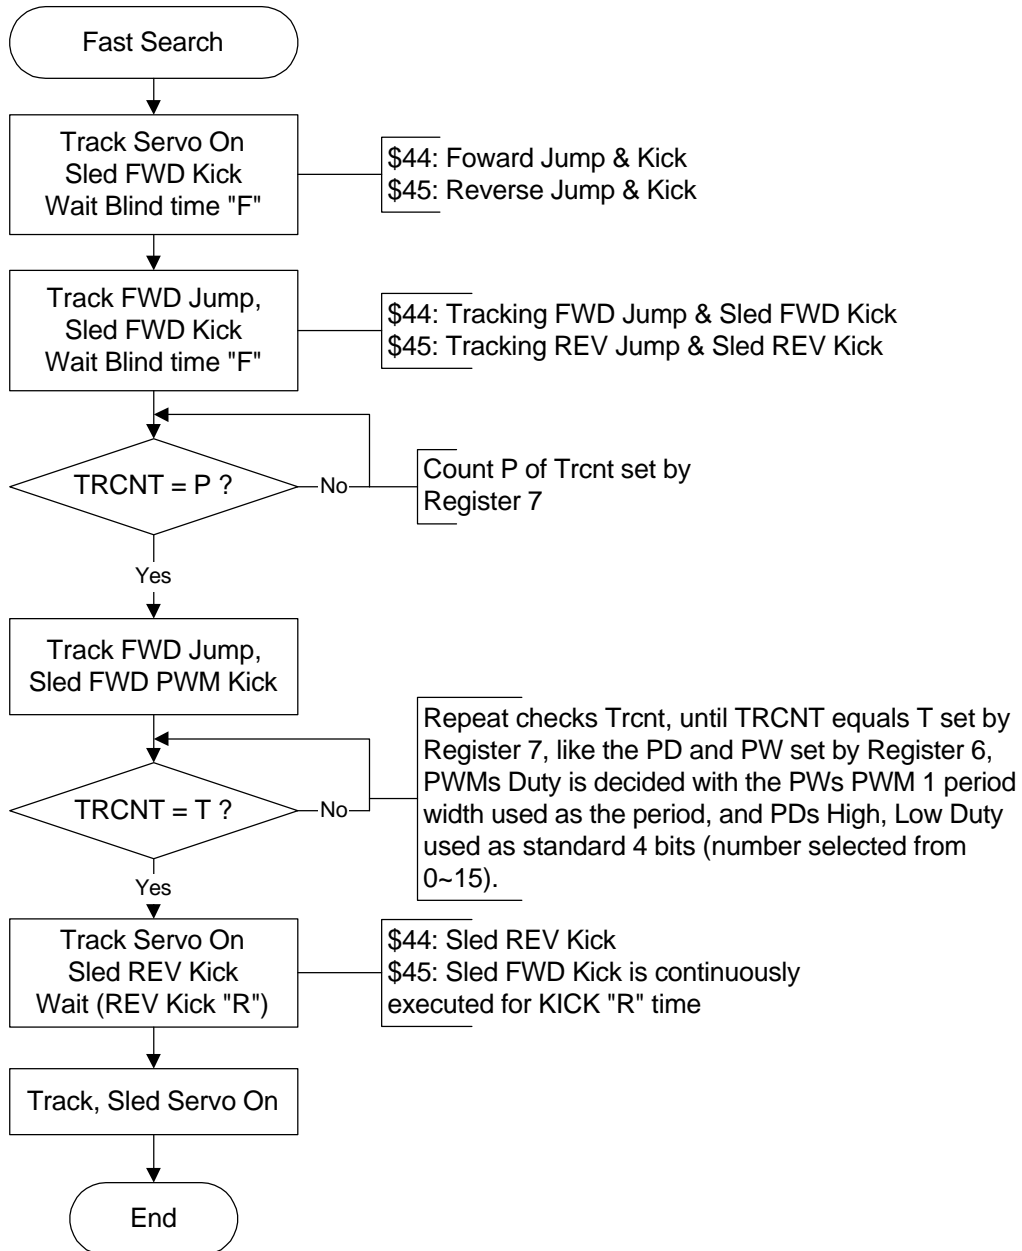 Fast Search
Track Servo On
Sled FWD Kick
Wait Blind time "F"
$44: Foward Jump & Kick
$45: Reverse Jump & Kick
Track FWD Jump,
Sled FWD Kick
Wait Blind time "F"
$44: Tracking FWD Jump & Sled FWD Kick
$45: Tracking REV Jump & Sled REV Kick
TRCNT = P ?
No
Count P of Trcnt set by
Register 7
Yes
Track FWD Jump,
Sled FWD PWM Kick
TRCNT = T ?
No
Repeat checks Trcnt, until TRCNT equals T set by
Register 7, like the PD and PW set by Register 6,
PWMs Duty is decided with the PWs PWM 1 period
width used as the period, and PDs High, Low Duty
used as standard 4 bits (number selected from
0~15).
Yes
Track Servo On
Sled REV Kick
Wait (REV Kick "R")
$44: Sled REV Kick
$45: Sled FWD Kick is continuously
executed for KICK "R" time
Track, Sled Servo On
End